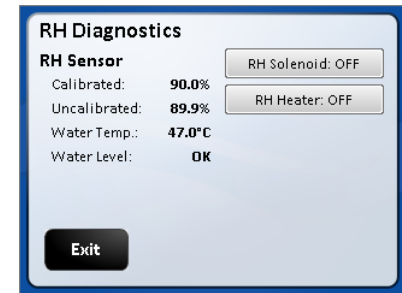 RH Diagnostics
RH Sensor
Calibrated: 90.0%
Uncalibrated: 89.9%
Water Temp.: 47.0°C
Water Level: OK
RH Solenoid: OFF
RH Heater: OFF
Exit